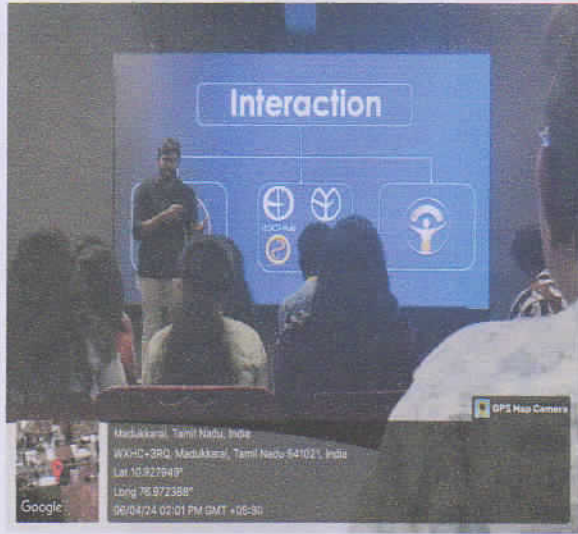 Interaction
GPS Map Camera
Madukkarai, Tamil Nadu, India
WXHC+3RQ, Madukkarai, Tamil Nadu 641021, India
Lat 10.927949°
Long 76.972388°
06/04/24 02:01 PM GMT +05:30
Google